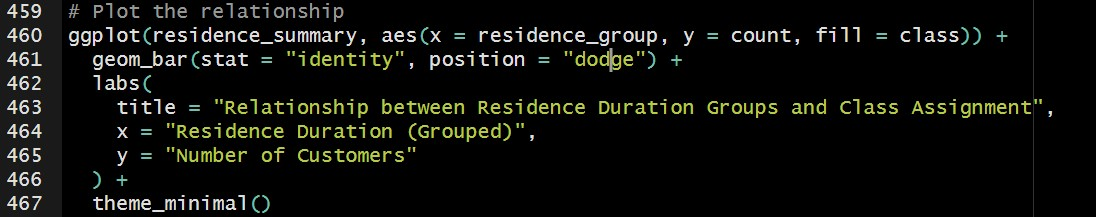 459 # Plot the relationship
460 ggplot(residence_summary, aes(x = residence_group, y = count, fill = class)) +
461   geom_bar(stat = "identity", position = "dodge") +
462   labs(
463     title = "Relationship between Residence Duration Groups and Class Assignment",
464     x = "Residence Duration (Grouped)",
465     y = "Number of Customers"
466   ) +
467   theme_minimal()